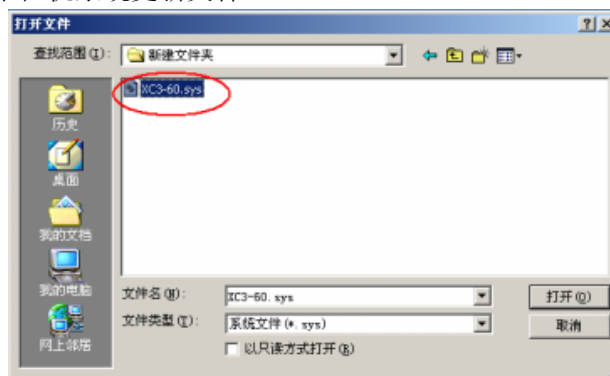 打开文件
查找范围(I):
新建文件夹
XC3-60.sys
历史
桌面
我的文档
我的电脑
网上邻居
文件名(N):
XC3-60.sys
打开(O)
文件类型(T):
系统文件(*.sys)
取消
以只读方式打开(R)